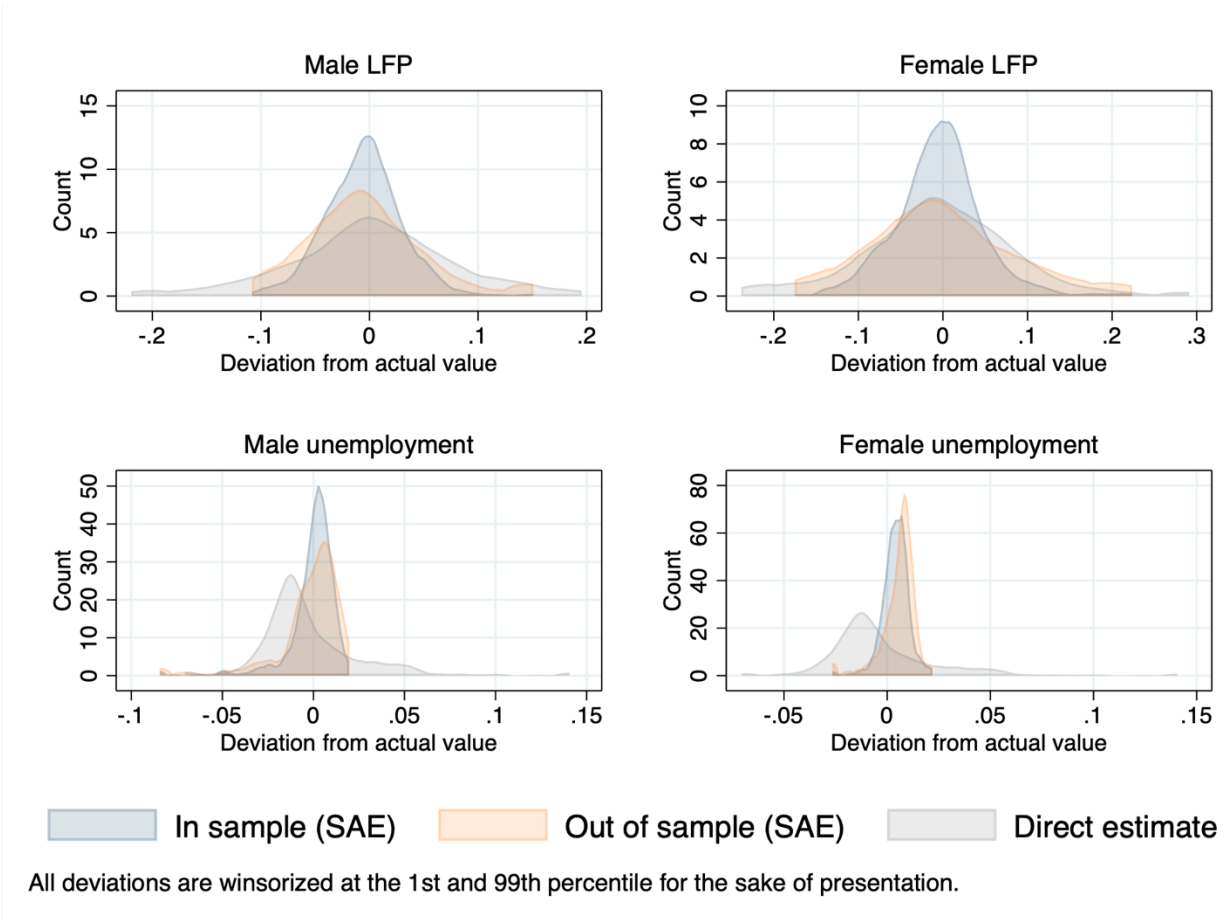 Male LFP
Count
15
10
5
0
-.2 -.1 0 .1 .2
Deviation from actual value
Female LFP
Count
10
8
6
4
2
0
-.2 -.1 0 .1 .2 .3
Deviation from actual value
Male unemployment
Count
50
40
30
20
10
0
-.1 -.05 0 .05 .1 .15
Deviation from actual value
Female unemployment
Count
80
60
40
20
0
-.05 0 .05 .1 .15
Deviation from actual value
In sample (SAE) Out of sample (SAE) Direct estimate
All deviations are winsorized at the 1st and 99th percentile for the sake of presentation.